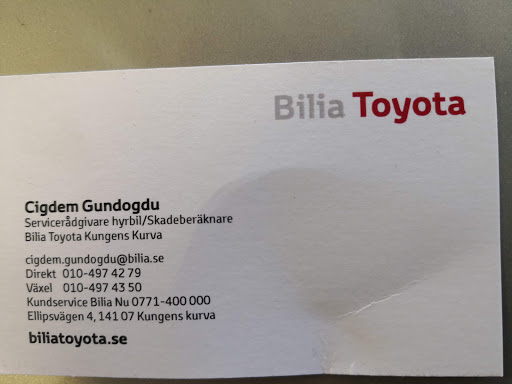 Bilia Toyota
Cigdem Gundogdu
Servicerådgivare hyrbil/Skadeberäknare
Bilia Toyota Kungens Kurva
cigdem.gundogdu@bilia.se
Direkt 010-497 42 79
Växel 010-497 43 50
Kundservice Bilia Nu 0771-400 000
Ellipsvägen 4, 141 07 Kungens kurva
biliatoyota.se